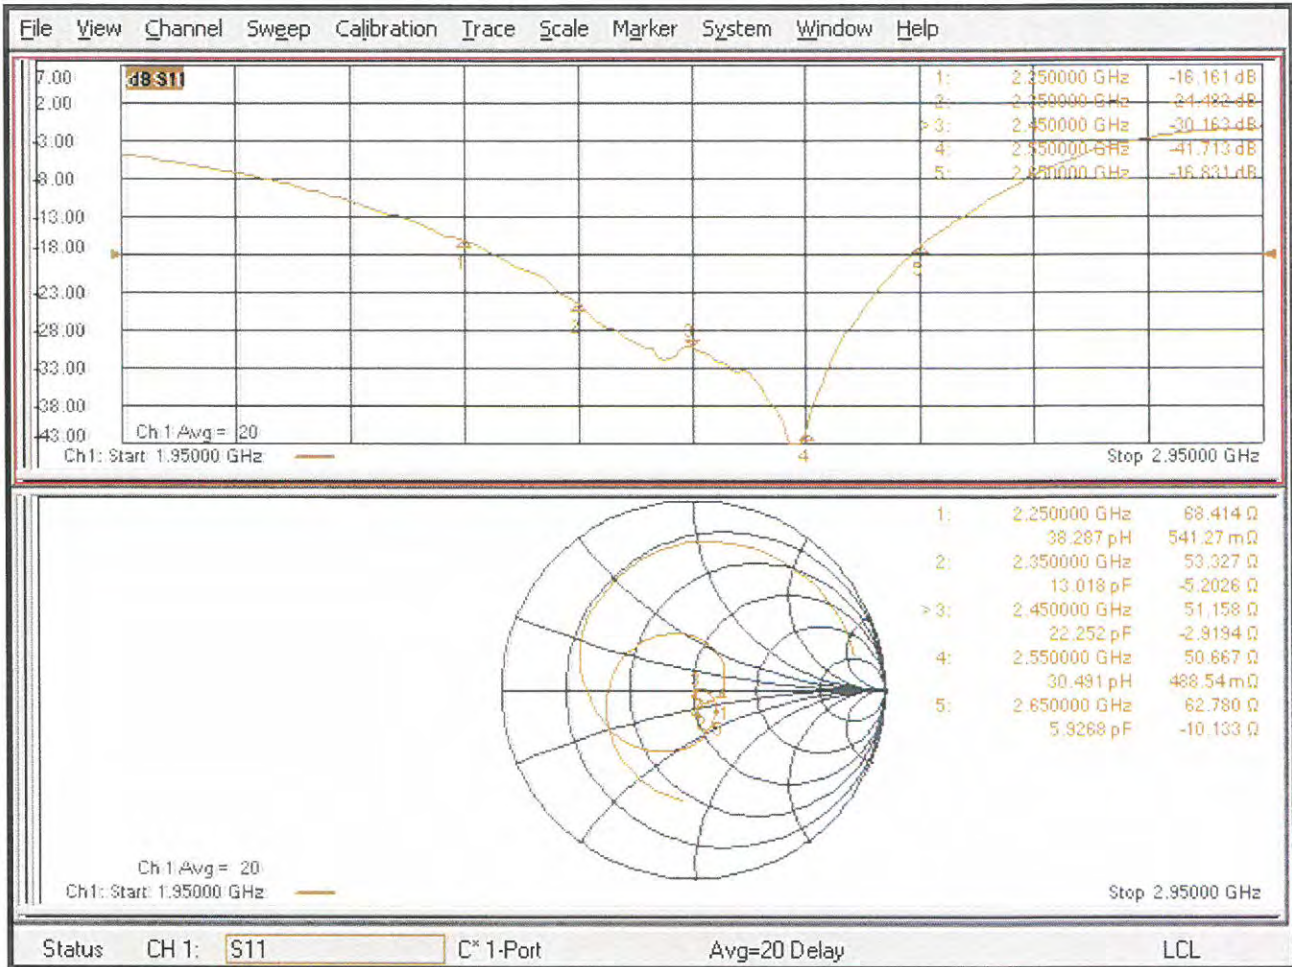 File View Channel Sweep Calibration Trace Scale Marker System Window Help
7.00
2.00
-3.00
-8.00
-13.00
-18.00
-23.00
-28.00
-33.00
-38.00
-43.00
dB S11
1: 2.250000 GHz -16.161 dB
2: 2.350000 GHz -24.482 dB
> 3: 2.450000 GHz -30.163 dB
4: 2.550000 GHz -41.713 dB
5: 2.650000 GHz -16.831 dB
1
2
3
4
Ch 1 Avg = 20
Ch1: Start 1.95000 GHz
Stop 2.95000 GHz
1: 2.250000 GHz 68.414 Ω
38.287 pH 541.27 mΩ
2: 2.350000 GHz 53.327 Ω
13.018 pF -5.2026 Ω
> 3: 2.450000 GHz 51.158 Ω
22.252 pF -2.9194 Ω
4: 2.550000 GHz 50.667 Ω
30.491 pH 488.54 mΩ
5: 2.650000 GHz 62.780 Ω
5.9268 pF -10.133 Ω
Ch 1 Avg = 20
Ch1: Start 1.95000 GHz
Stop 2.95000 GHz
Status CH 1: S11 C* 1-Port Avg=20 Delay LCL